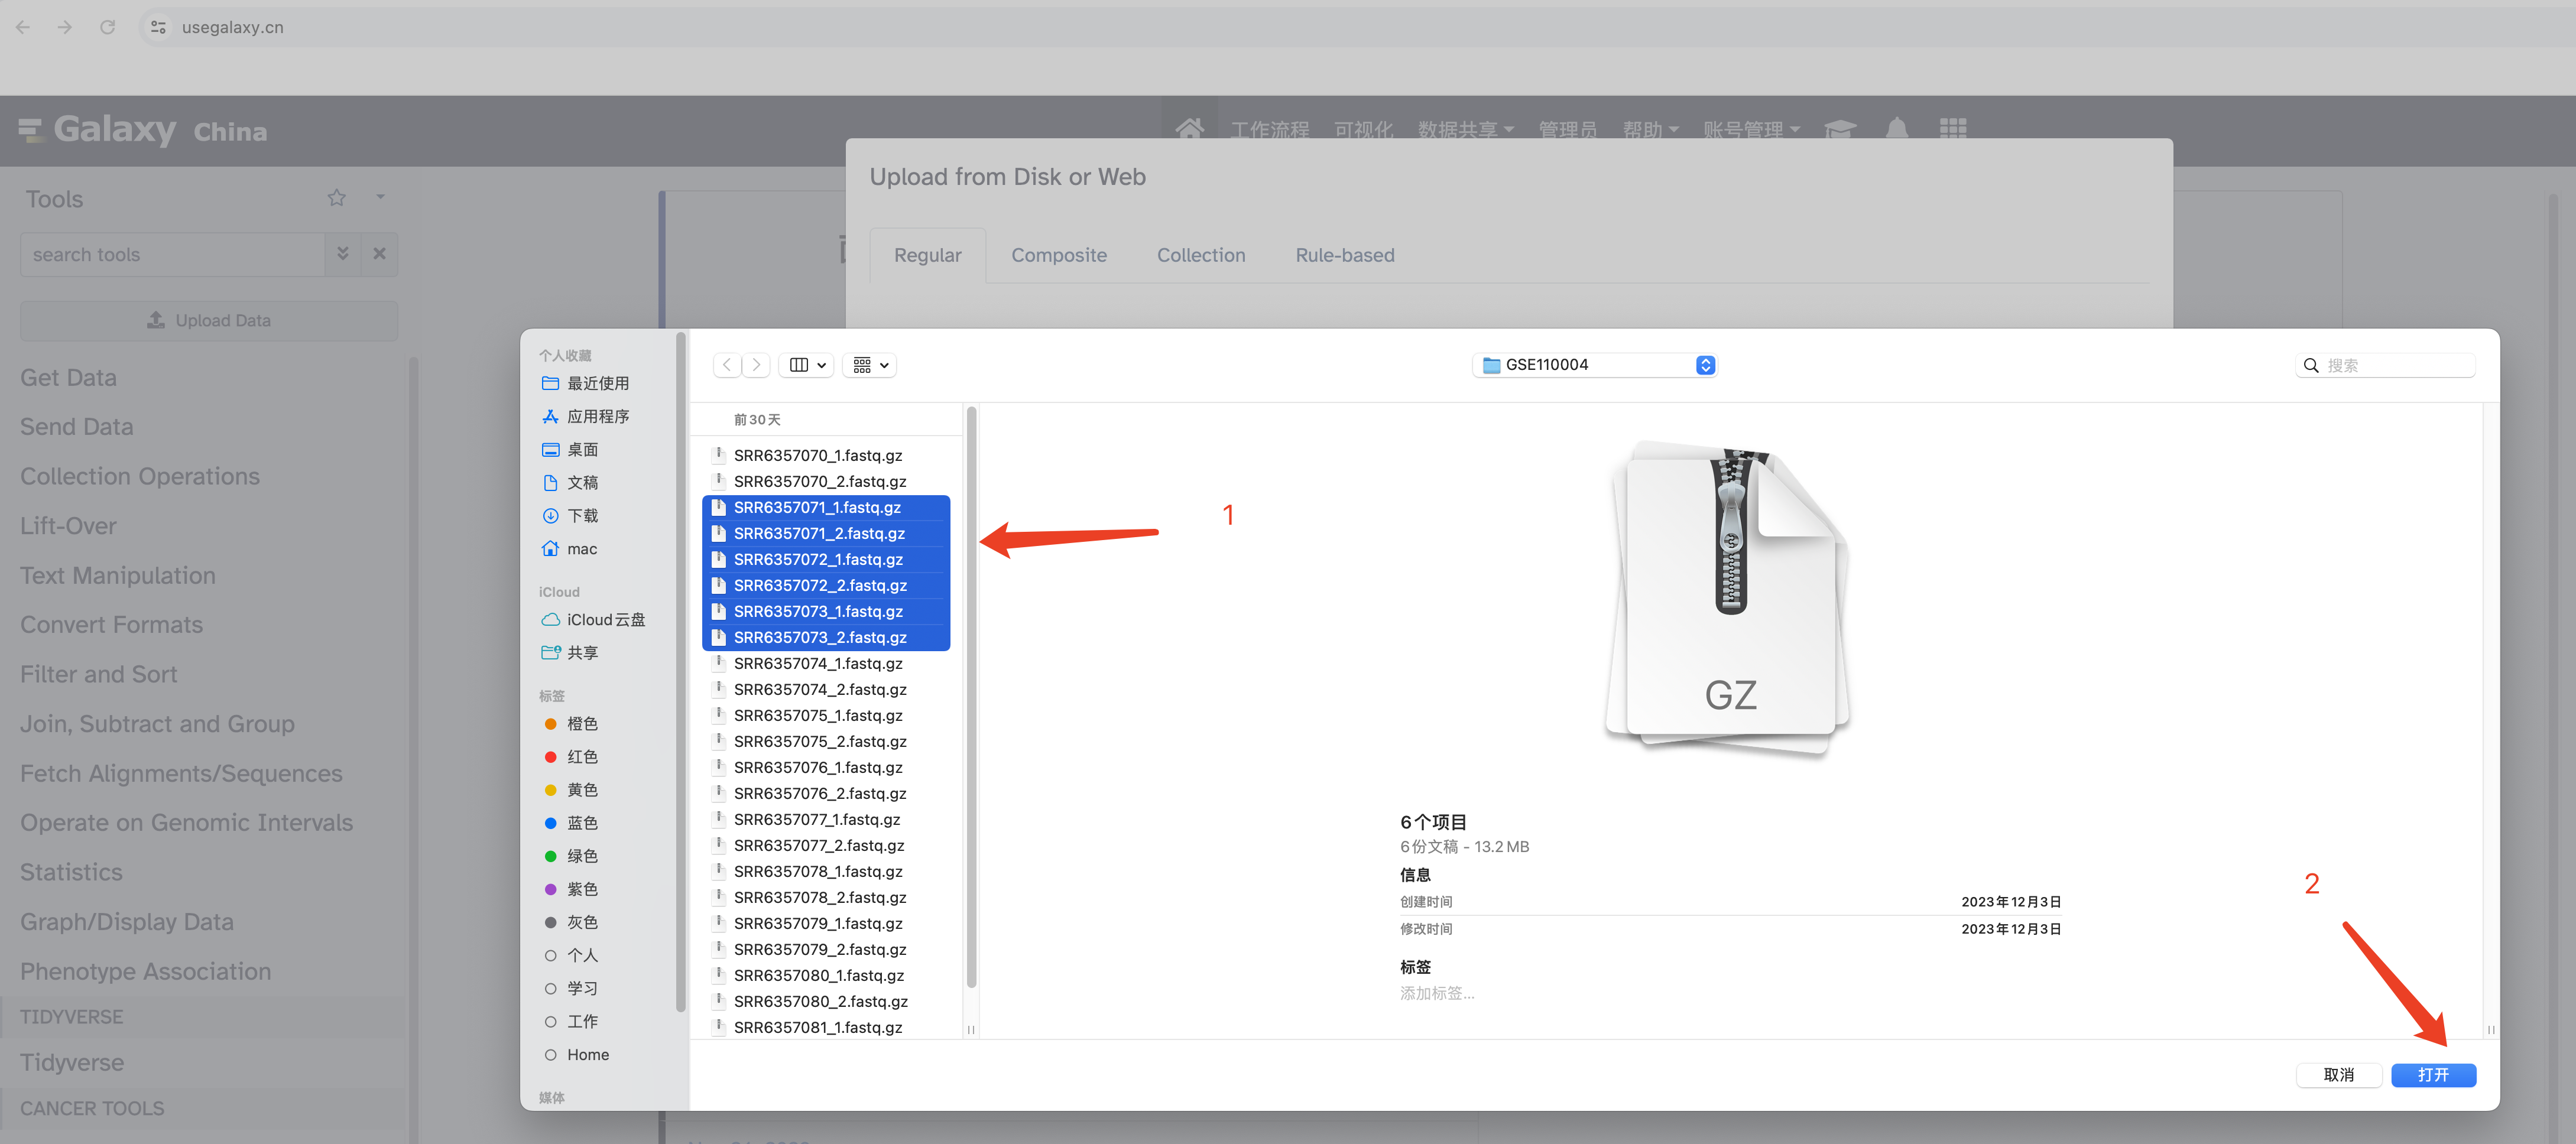 usegalaxy.cn
Galaxy China
工作流程 可视化 数据共享 管理员 帮助 账号管理
Tools
search tools
Upload Data
Get Data
Send Data
Collection Operations
Lift-Over
Text Manipulation
Convert Formats
Filter and Sort
Join, Subtract and Group
Fetch Alignments/Sequences
Operate on Genomic Intervals
Statistics
Graph/Display Data
Phenotype Association
TIDYVERSE
Tidyverse
CANCER TOOLS
Upload from Disk or Web
Regular Composite Collection Rule-based
个人收藏
最近使用
应用程序
桌面
文稿
下载
mac
iCloud
iCloud云盘
共享
标签
橙色
红色
黄色
蓝色
绿色
紫色
灰色
个人
学习
工作
Home
媒体
GSE110004
搜索
前30天
SRR6357070_1.fastq.gz
SRR6357070_2.fastq.gz
SRR6357071_1.fastq.gz
SRR6357071_2.fastq.gz
SRR6357072_1.fastq.gz
SRR6357072_2.fastq.gz
SRR6357073_1.fastq.gz
SRR6357073_2.fastq.gz
SRR6357074_1.fastq.gz
SRR6357074_2.fastq.gz
SRR6357075_1.fastq.gz
SRR6357075_2.fastq.gz
SRR6357076_1.fastq.gz
SRR6357076_2.fastq.gz
SRR6357077_1.fastq.gz
SRR6357077_2.fastq.gz
SRR6357078_1.fastq.gz
SRR6357078_2.fastq.gz
SRR6357079_1.fastq.gz
SRR6357079_2.fastq.gz
SRR6357080_1.fastq.gz
SRR6357080_2.fastq.gz
SRR6357081_1.fastq.gz
1
GZ
6个项目
6份文稿 - 13.2 MB
信息
创建时间 2023年12月3日
修改时间 2023年12月3日
标签
添加标签...
2
取消 打开